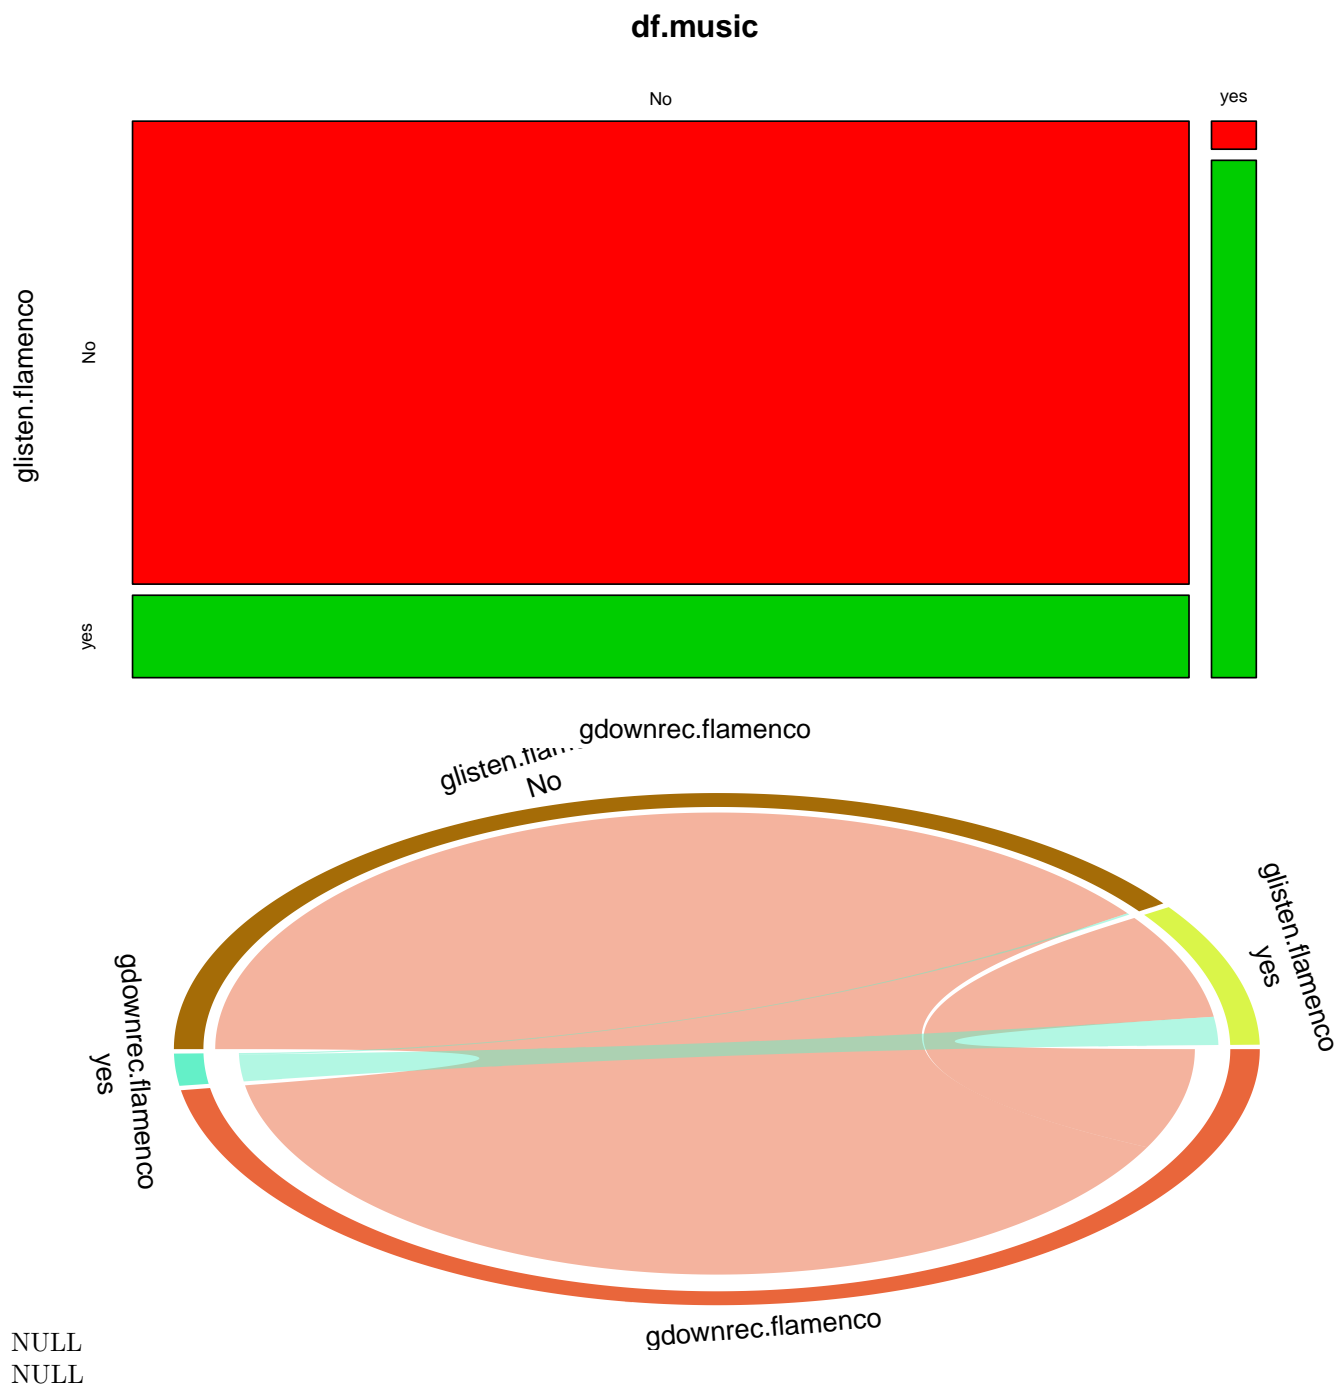 df.music
No
yes
glisten.flamenco
No
yes
gdownrec.flamenco
No
glisten.flamenco
yes
gdownrec.flamenco
yes
gdownrec.flamenco
NULL
NULL